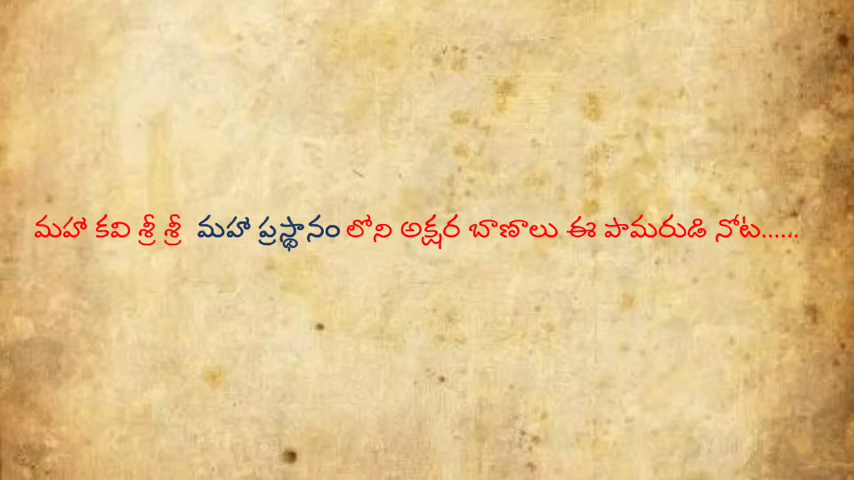 మహా కవి శ్రీ శ్రీ మహా ప్రస్థానం లోని అక్షర బాణాలు ఈ పామరుడి నోట......